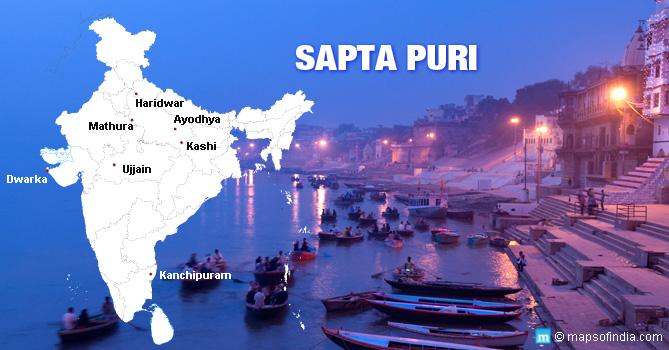 SAPTA PURI
Haridwar
Ayodhya
Mathura
Kashi
Ujjain
Dwarka
Kanchipuram
m © mapsofindia.com